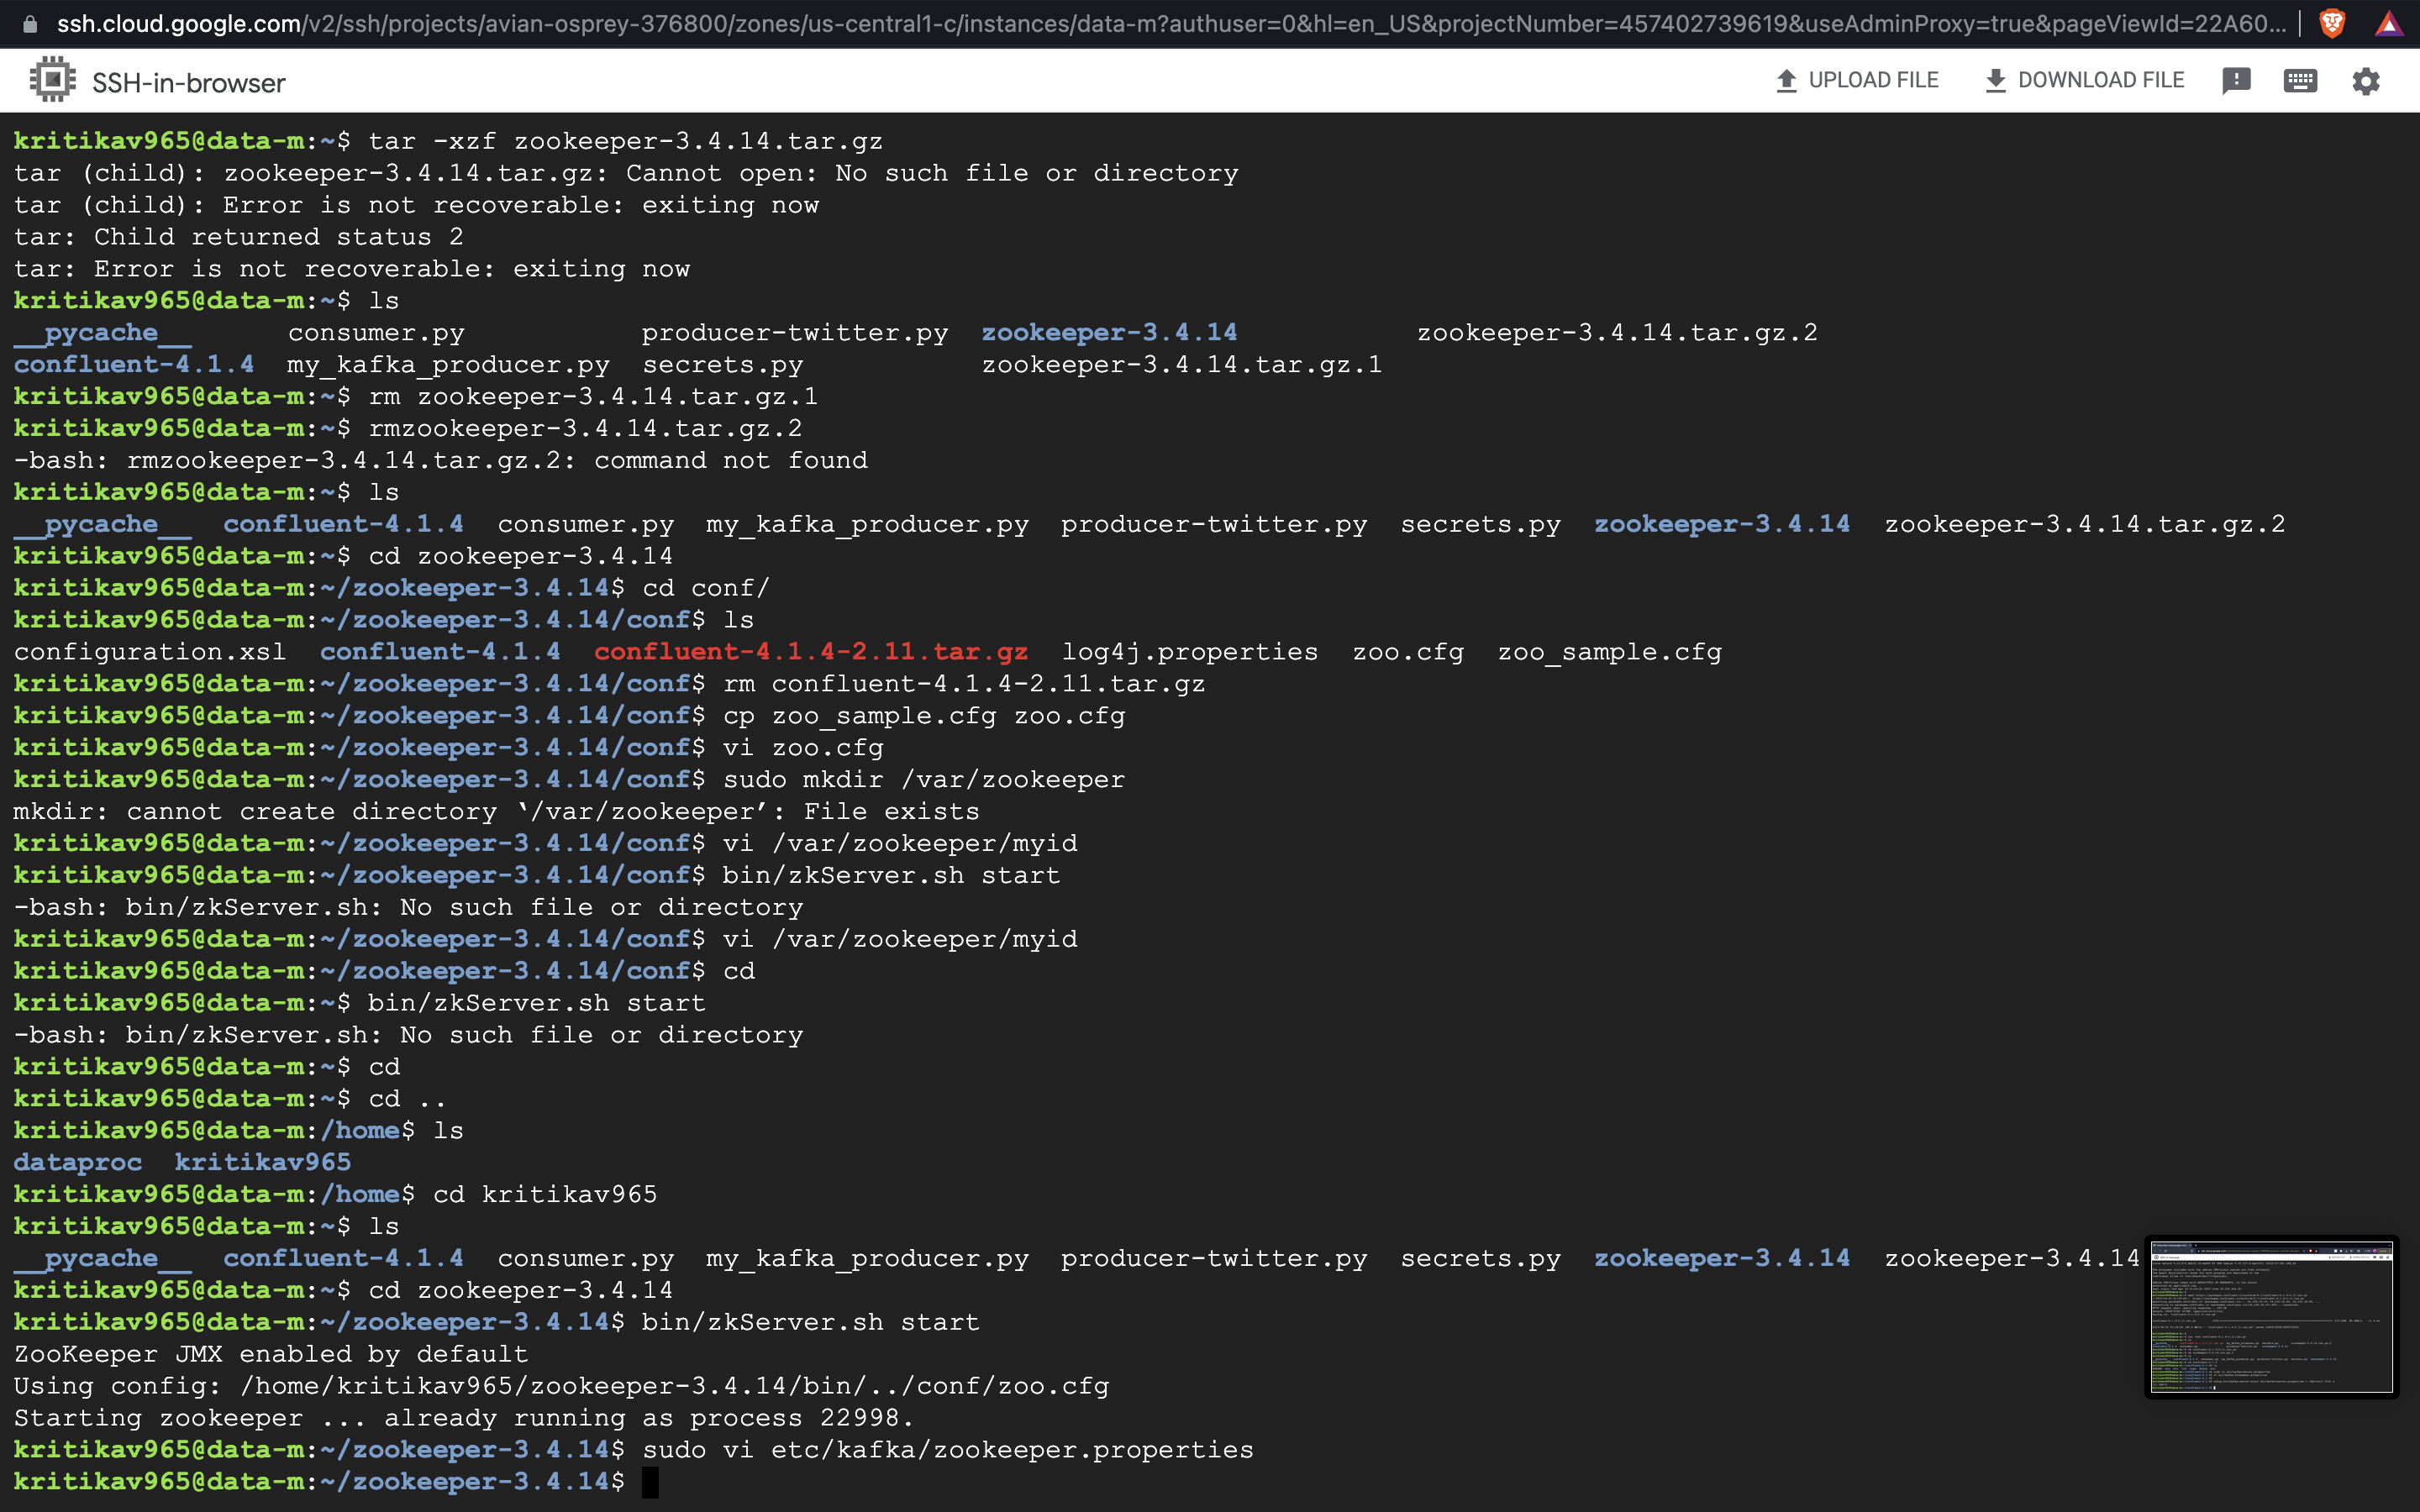 ssh.cloud.google.com/v2/ssh/projects/avian-osprey-376800/zones/us-central1-c/instances/data-m?authuser=0&hl=en_US&projectNumber=457402739619&useAdminProxy=true&pageViewId=22A60...
SSH-in-browser UPLOAD FILE DOWNLOAD FILE
kritikav965@data-m:~$ tar -xzf zookeeper-3.4.14.tar.gz
tar (child): zookeeper-3.4.14.tar.gz: Cannot open: No such file or directory
tar (child): Error is not recoverable: exiting now
tar: Child returned status 2
tar: Error is not recoverable: exiting now
kritikav965@data-m:~$ ls
__pycache__ consumer.py producer-twitter.py zookeeper-3.4.14 zookeeper-3.4.14.tar.gz.2
confluent-4.1.4 my_kafka_producer.py secrets.py zookeeper-3.4.14.tar.gz.1
kritikav965@data-m:~$ rm zookeeper-3.4.14.tar.gz.1
kritikav965@data-m:~$ rmzookeeper-3.4.14.tar.gz.2
-bash: rmzookeeper-3.4.14.tar.gz.2: command not found
kritikav965@data-m:~$ ls
__pycache__ confluent-4.1.4 consumer.py my_kafka_producer.py producer-twitter.py secrets.py zookeeper-3.4.14 zookeeper-3.4.14.tar.gz.2
kritikav965@data-m:~$ cd zookeeper-3.4.14
kritikav965@data-m:~/zookeeper-3.4.14$ cd conf/
kritikav965@data-m:~/zookeeper-3.4.14/conf$ ls
configuration.xsl confluent-4.1.4 confluent-4.1.4-2.11.tar.gz log4j.properties zoo.cfg zoo_sample.cfg
kritikav965@data-m:~/zookeeper-3.4.14/conf$ rm confluent-4.1.4-2.11.tar.gz
kritikav965@data-m:~/zookeeper-3.4.14/conf$ cp zoo_sample.cfg zoo.cfg
kritikav965@data-m:~/zookeeper-3.4.14/conf$ vi zoo.cfg
kritikav965@data-m:~/zookeeper-3.4.14/conf$ sudo mkdir /var/zookeeper
mkdir: cannot create directory ‘/var/zookeeper’: File exists
kritikav965@data-m:~/zookeeper-3.4.14/conf$ vi /var/zookeeper/myid
kritikav965@data-m:~/zookeeper-3.4.14/conf$ bin/zkServer.sh start
-bash: bin/zkServer.sh: No such file or directory
kritikav965@data-m:~/zookeeper-3.4.14/conf$ vi /var/zookeeper/myid
kritikav965@data-m:~/zookeeper-3.4.14/conf$ cd
kritikav965@data-m:~$ bin/zkServer.sh start
-bash: bin/zkServer.sh: No such file or directory
kritikav965@data-m:~$ cd
kritikav965@data-m:~$ cd ..
kritikav965@data-m:/home$ ls
dataproc kritikav965
kritikav965@data-m:/home$ cd kritikav965
kritikav965@data-m:~$ ls
__pycache__ confluent-4.1.4 consumer.py my_kafka_producer.py producer-twitter.py secrets.py zookeeper-3.4.14 zookeeper-3.4.14
kritikav965@data-m:~$ cd zookeeper-3.4.14
kritikav965@data-m:~/zookeeper-3.4.14$ bin/zkServer.sh start
ZooKeeper JMX enabled by default
Using config: /home/kritikav965/zookeeper-3.4.14/bin/../conf/zoo.cfg
Starting zookeeper ... already running as process 22998.
kritikav965@data-m:~/zookeeper-3.4.14$ sudo vi etc/kafka/zookeeper.properties
kritikav965@data-m:~/zookeeper-3.4.14$